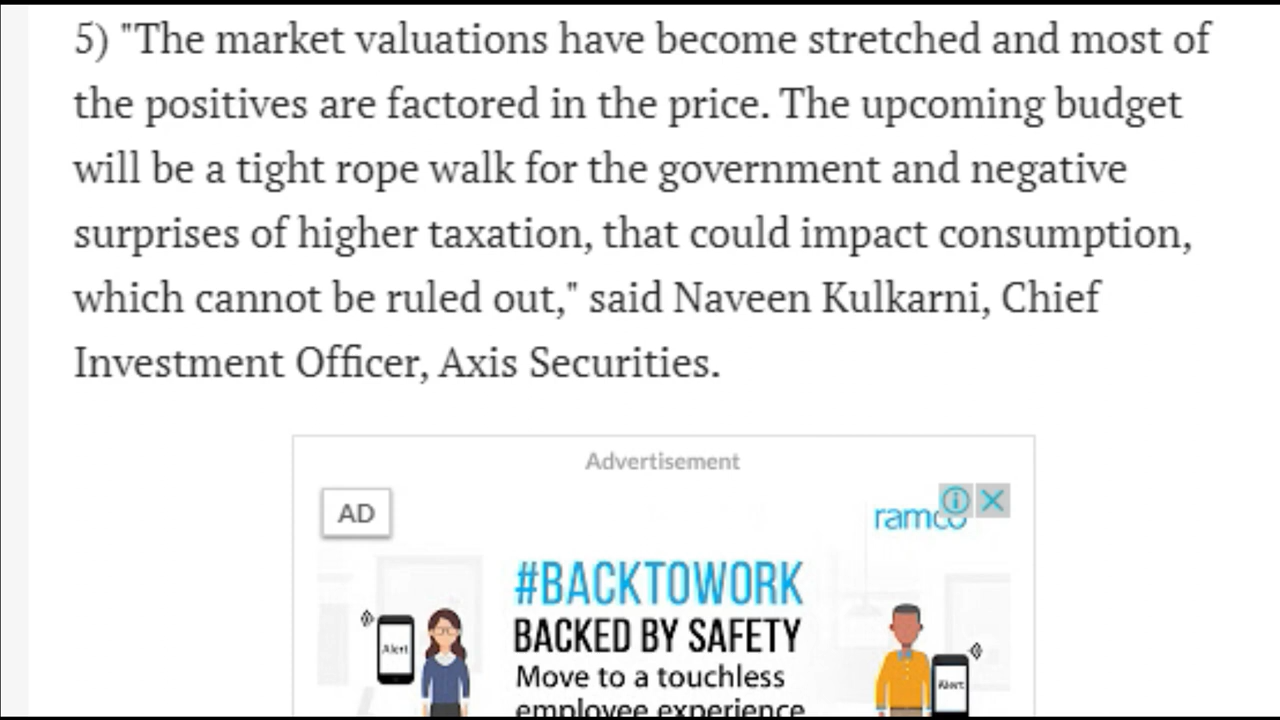 5) "The market valuations have become stretched and most of
the positives are factored in the price. The upcoming budget
will be a tight rope walk for the government and negative
surprises of higher taxation, that could impact consumption,
which cannot be ruled out," said Naveen Kulkarni, Chief
Investment Officer, Axis Securities.
Advertisement
AD
ramco
#BACKTOWORK
BACKED BY SAFETY
Alert
Move to a touchless
Alert
employee experience